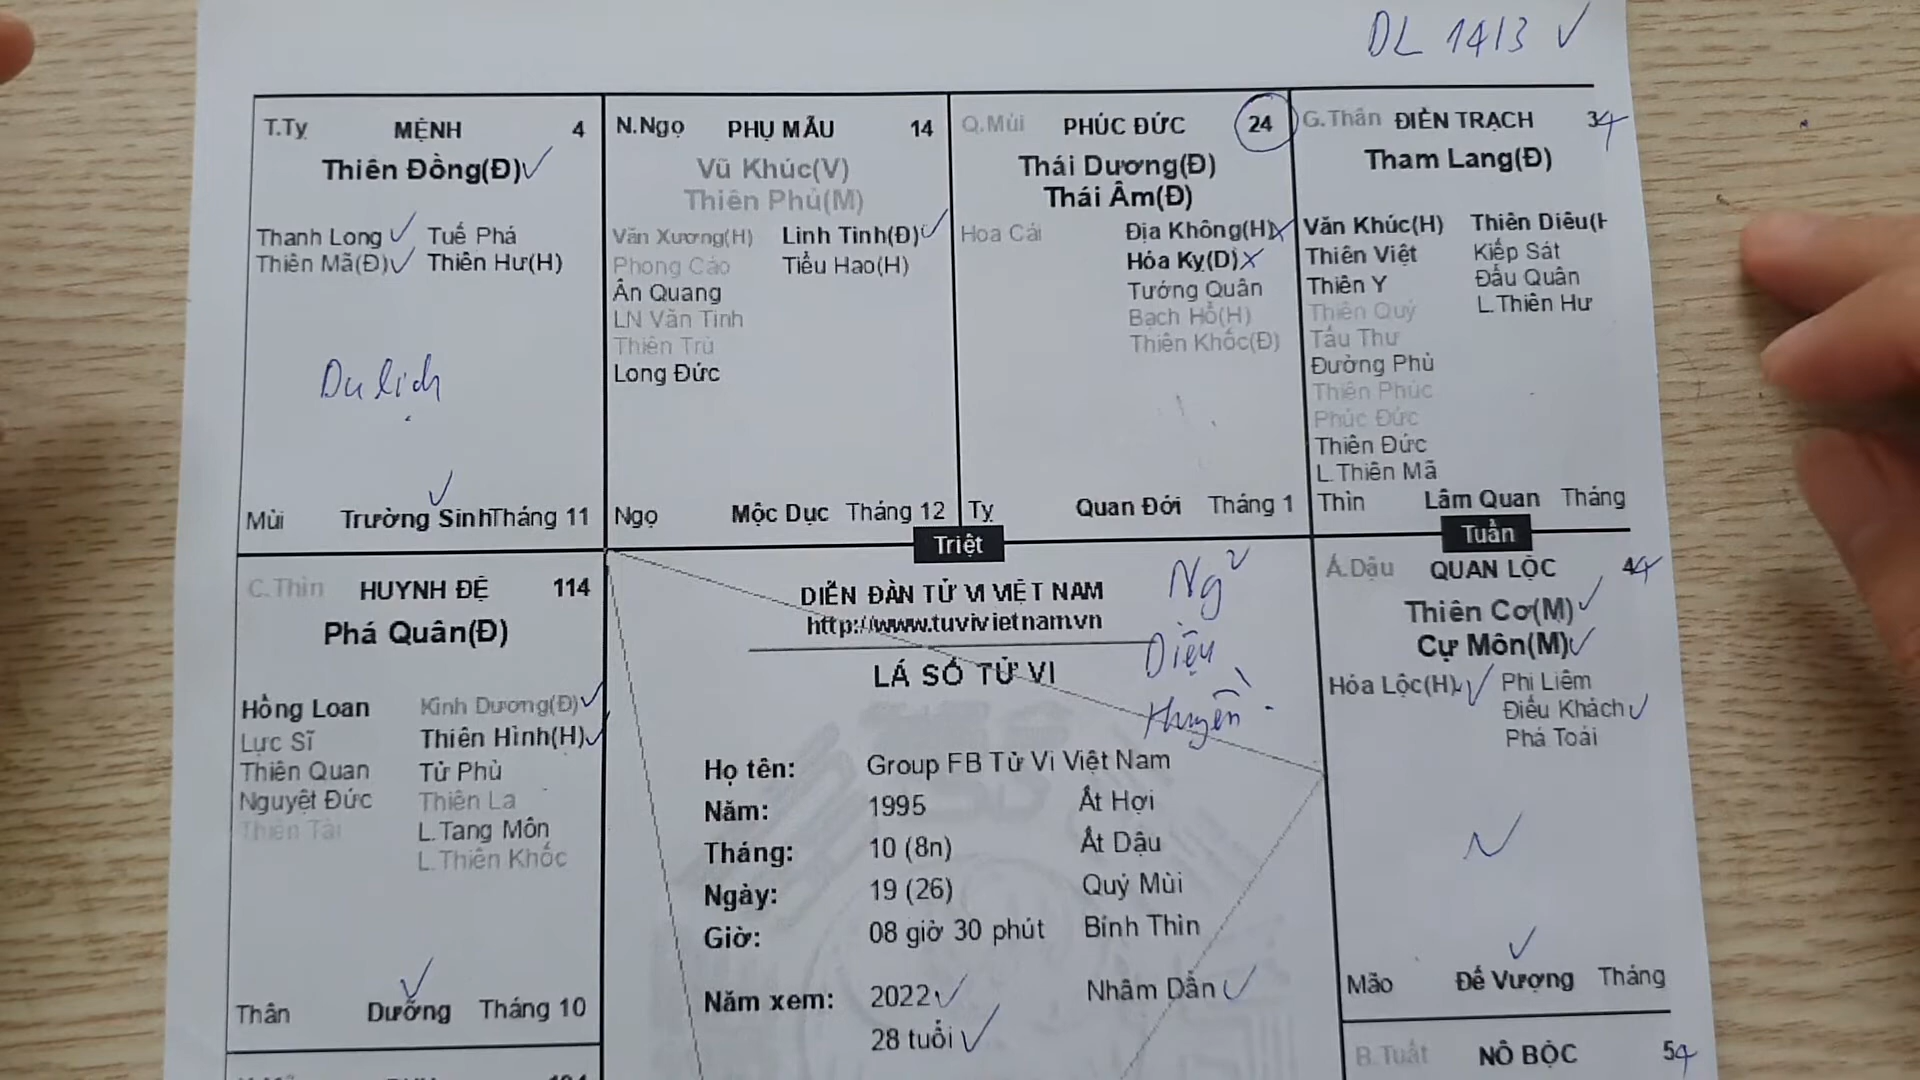 DL 14/3
T.Tỵ MỆNH 4
Thiên Đồng(Đ)
Thanh Long Tuế Phá
Thiên Mã(Đ) Thiên Hư(H)
Du lịch
Mùi Trường Sinh Tháng 11
N.Ngọ PHỤ MẪU 14
Vũ Khúc(V)
Thiên Phủ(M)
Văn Xương(H) Linh Tinh(Đ)
Phong Cáo Tiểu Hao(H)
Ân Quang
LN Văn Tinh
Thiên Trù
Long Đức
Ngọ Mộc Dục Tháng 12
Q.Mùi PHÚC ĐỨC 24
Thái Dương(Đ)
Thái Âm(Đ)
Hoa Cái Địa Không(H)
Hóa Kỵ(D)
Tướng Quân
Bạch Hổ(H)
Thiên Khốc(Đ)
Tỵ Quan Đới Tháng 1
G.Thân ĐIỀN TRẠCH 34
Tham Lang(Đ)
Văn Khúc(H) Thiên Diêu(H
Thiên Việt Kiếp Sát
Thiên Y Đẩu Quân
Thiên Quý L.Thiên Hư
Tấu Thư
Đường Phù
Thiên Phúc
Phúc Đức
Thiên Đức
L.Thiên Mã
Thìn Lâm Quan Tháng
Triệt
Tuần
C.Thìn HUYNH ĐỆ 114
Phá Quân(Đ)
Hồng Loan Kình Dương(Đ)
Lực Sĩ Thiên Hình(H)
Thiên Quan Tử Phù
Nguyệt Đức Thiên La
Thiên Tài L.Tang Môn
L.Thiên Khốc
Thân Dưỡng Tháng 10
DIỄN ĐÀN TỬ VI VIỆT NAM
http://www.tuvivietnam.vn
LÁ SỐ TỬ VI
Ng
Diệu
Huyền
Họ tên: Group FB Tử Vi Việt Nam
Năm: 1995 Ất Hợi
Tháng: 10 (8n) Ất Dậu
Ngày: 19 (26) Quý Mùi
Giờ: 08 giờ 30 phút Bính Thìn
Năm xem: 2022 Nhâm Dần
28 tuổi
Ấ.Dậu QUAN LỘC 44
Thiên Cơ(M)
Cự Môn(M)
Hóa Lộc(H) Phi Liêm
Điếu Khách
Phá Toái
Mão Đế Vượng Tháng
B.Tuất NÔ BỘC 54